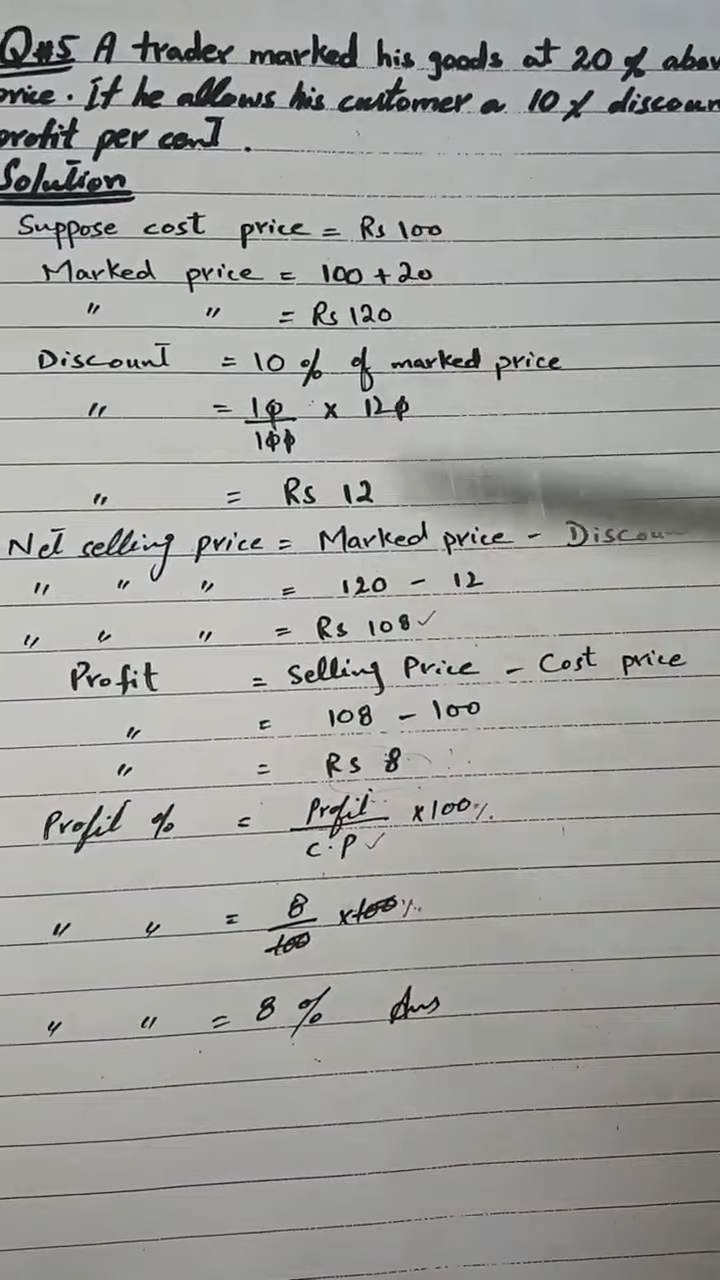 Q#5 A trader marked his goods at 20% abov
price. If he allows his customer a 10% discoun
profit per cent.
Solution
Suppose cost price = Rs 100
Marked price = 100 + 20
" " = Rs 120
Discount = 10% of marked price
" = 10/100 x 120
" = Rs 12
Net selling price = Marked price - Discoun
" " " = 120 - 12
" " " = Rs 108 ✓
Profit = Selling Price - Cost price
" = 108 - 100
" = Rs 8
Profit % = Profit/C.P ✓ x100%
" " = 8/100 x100%
" " = 8% Ans